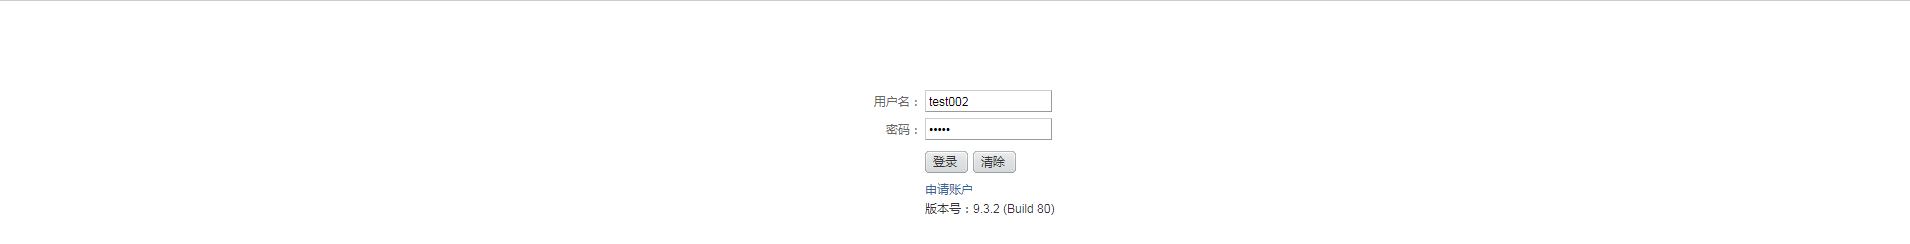 用户名： test002
密码： •••••
登录 清除
申请账户
版本号：9.3.2 (Build 80)